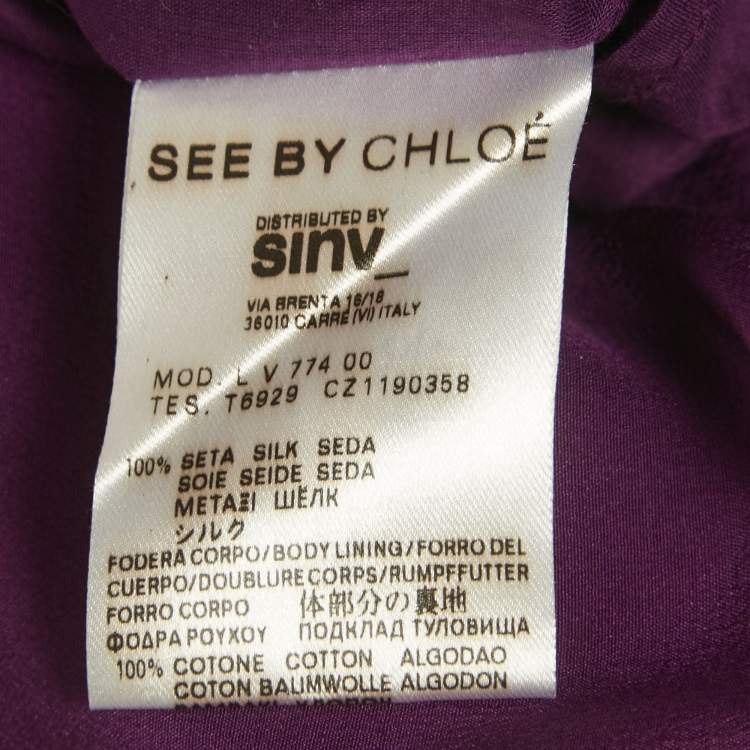 SEE BY CHLOÉ
DISTRIBUTED BY
sinv_
VIA BRENTA 16/18
36010 CARRÉ (VI) ITALY
MOD. L V 774 00
TES. T6929 CZ1190358
100% SETA SILK SEDA
SOIE SEIDE SEDA
ΜΕΤΑΞΙ ШЁЛК
シルク
FODERA CORPO/BODY LINING/FORRO DEL
CUERPO/DOUBLURE CORPS/RUMPFFUTTER
FORRO CORPO 体部分の裏地
ΦΟΔΡΑ ΡΟΥΧΟΥ ПОДКЛАД ТУЛОВИЩА
100% COTONE COTTON ALGODAO
COTON BAUMWOLLE ALGODON